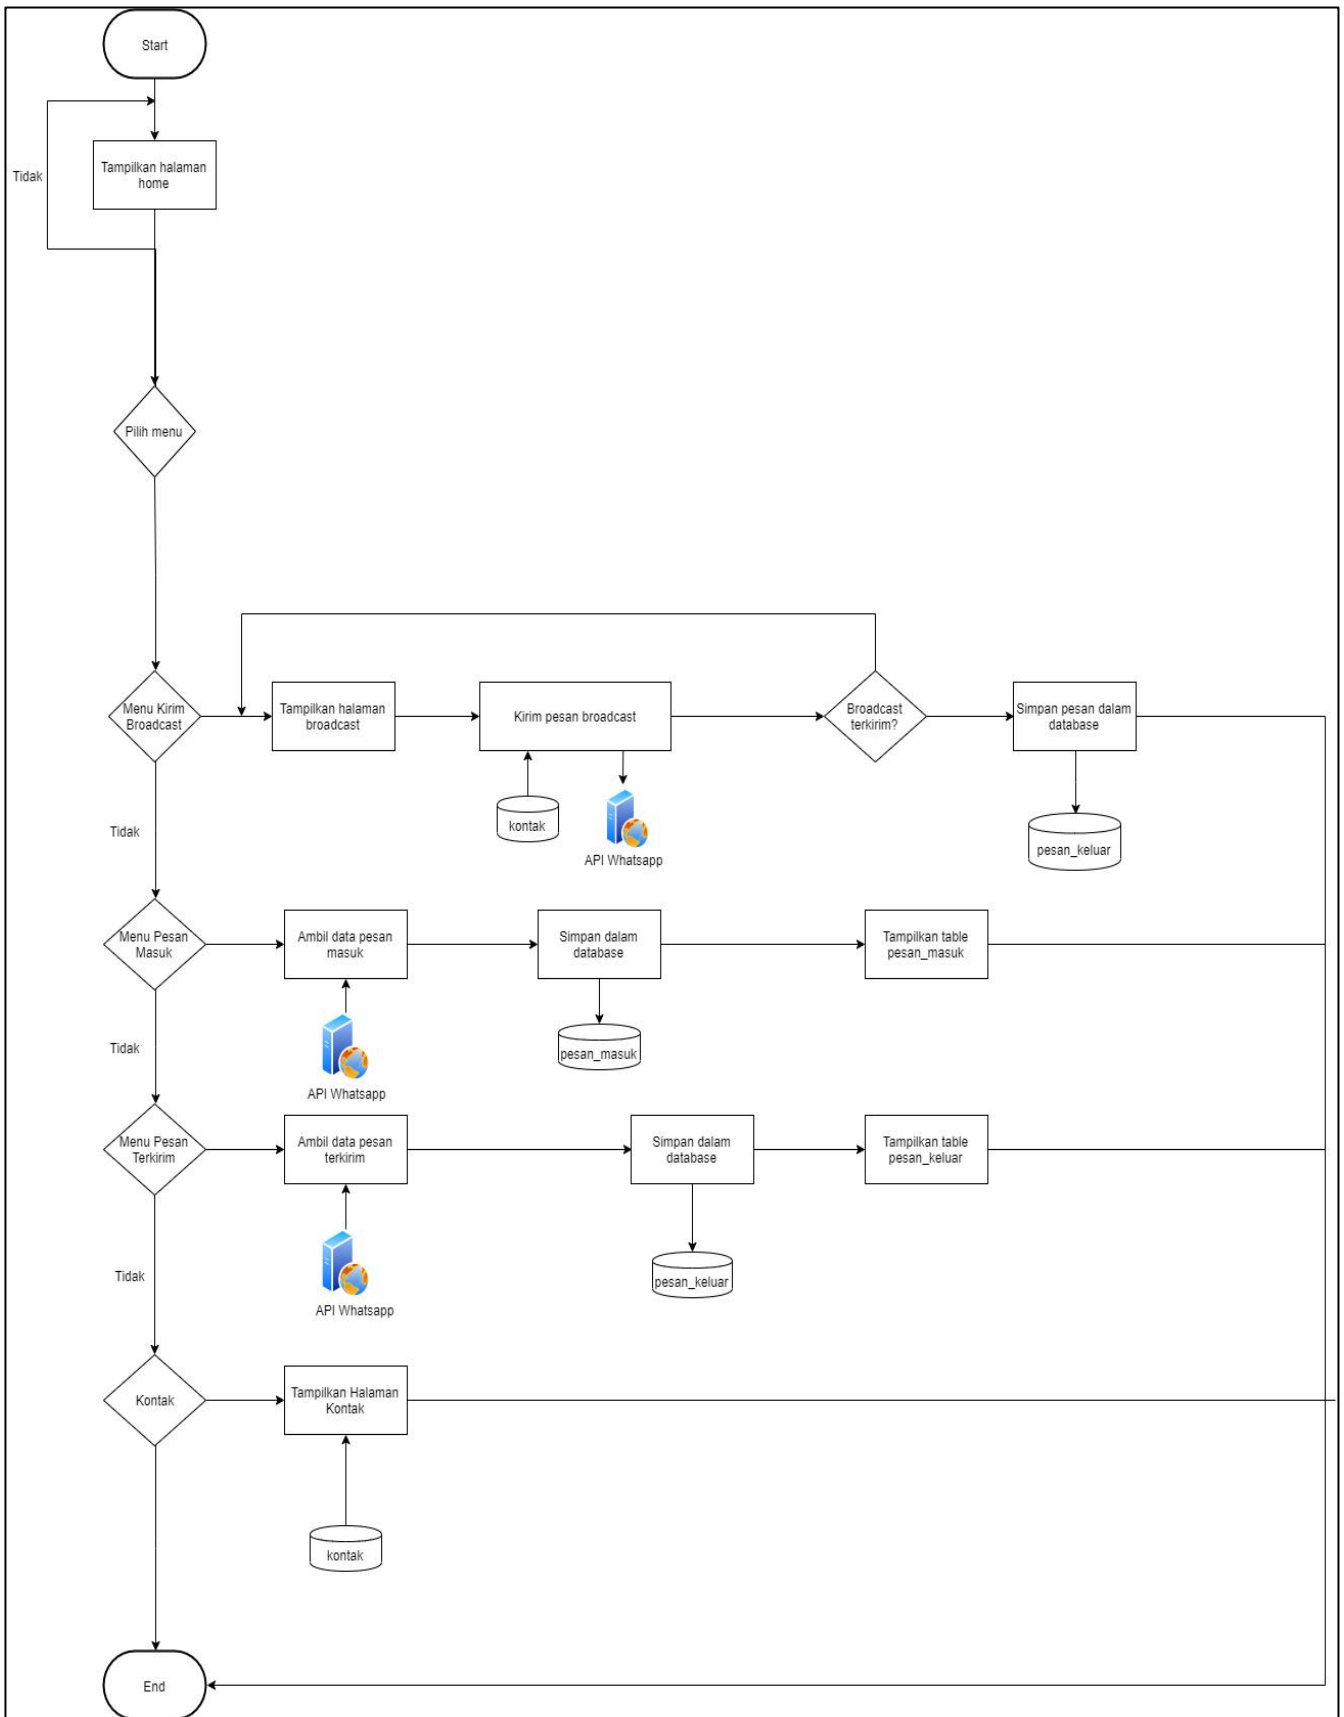 Start
Tidak
Tampilkan halaman
home
Pilih menu
Menu Kirim
Broadcast
Tampilkan halaman
broadcast
Kirim pesan broadcast
Broadcast
terkirim?
Simpan pesan dalam
database
kontak
API Whatsapp
pesan_keluar
Tidak
Menu Pesan
Masuk
Ambil data pesan
masuk
Simpan dalam
database
Tampilkan table
pesan_masuk
Tidak
API Whatsapp
pesan_masuk
Menu Pesan
Terkirim
Ambil data pesan
terkirim
Simpan dalam
database
Tampilkan table
pesan_keluar
Tidak
API Whatsapp
pesan_keluar
Kontak
Tampilkan Halaman
Kontak
kontak
End